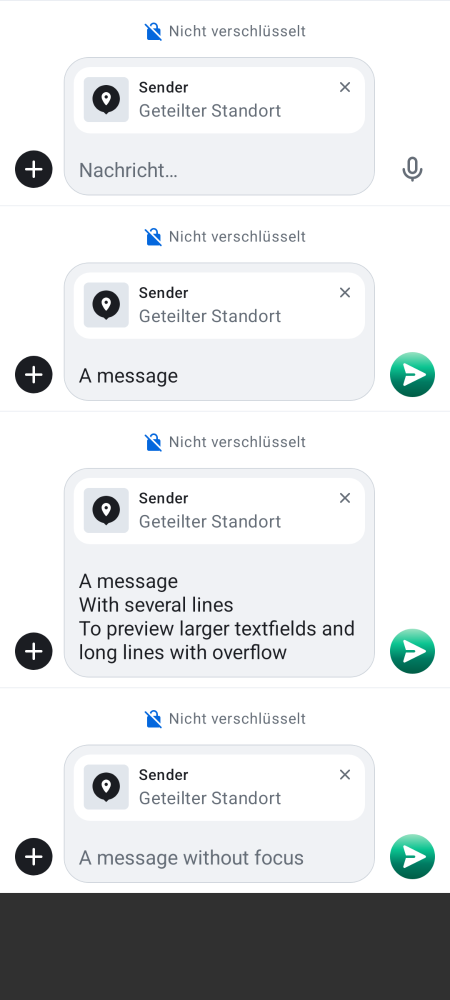 Nicht verschlüsselt
Sender
Geteilter Standort
Nachricht…
Nicht verschlüsselt
Sender
Geteilter Standort
A message
Nicht verschlüsselt
Sender
Geteilter Standort
A message
With several lines
To preview larger textfields and
long lines with overflow
Nicht verschlüsselt
Sender
Geteilter Standort
A message without focus